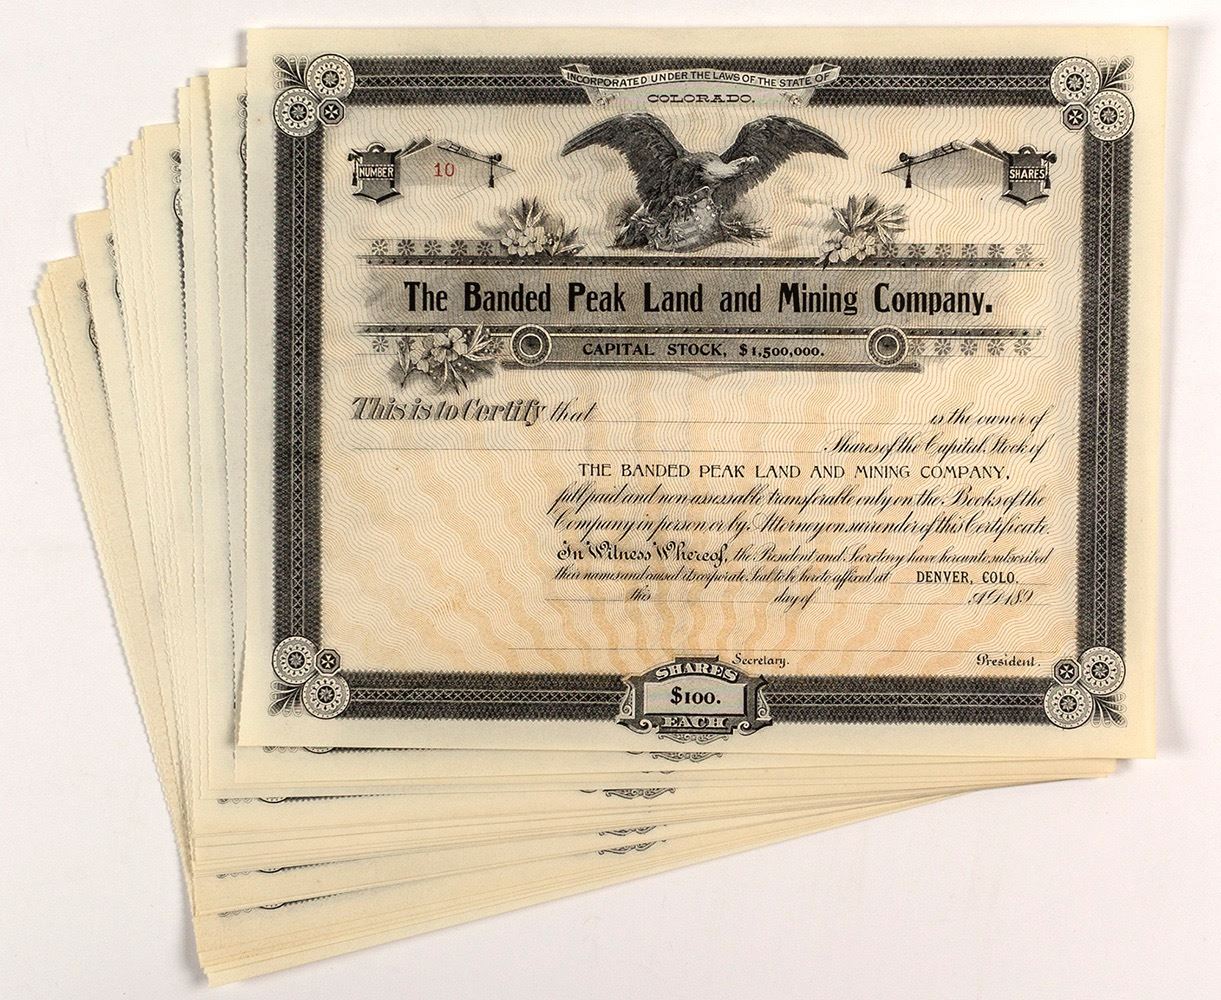 INCORPORATED UNDER THE LAWS OF THE STATE OF
COLORADO.
NUMBER 10 SHARES
The Banded Peak Land and Mining Company.
CAPITAL STOCK, $1,500,000.
This is to Certify that is the owner of
Shares of the Capital Stock of
THE BANDED PEAK LAND AND MINING COMPANY,
full paid and non-assessable transferable only on the Books of the
Company in person or by Attorney on surrender of this Certificate.
In Witness Whereof, the President and Secretary have hereunto subscribed
their names and caused its corporate Seal to be hereto affixed at DENVER, COLO.
this day of A.D. 189
Secretary. President.
SHARES
$100.
EACH